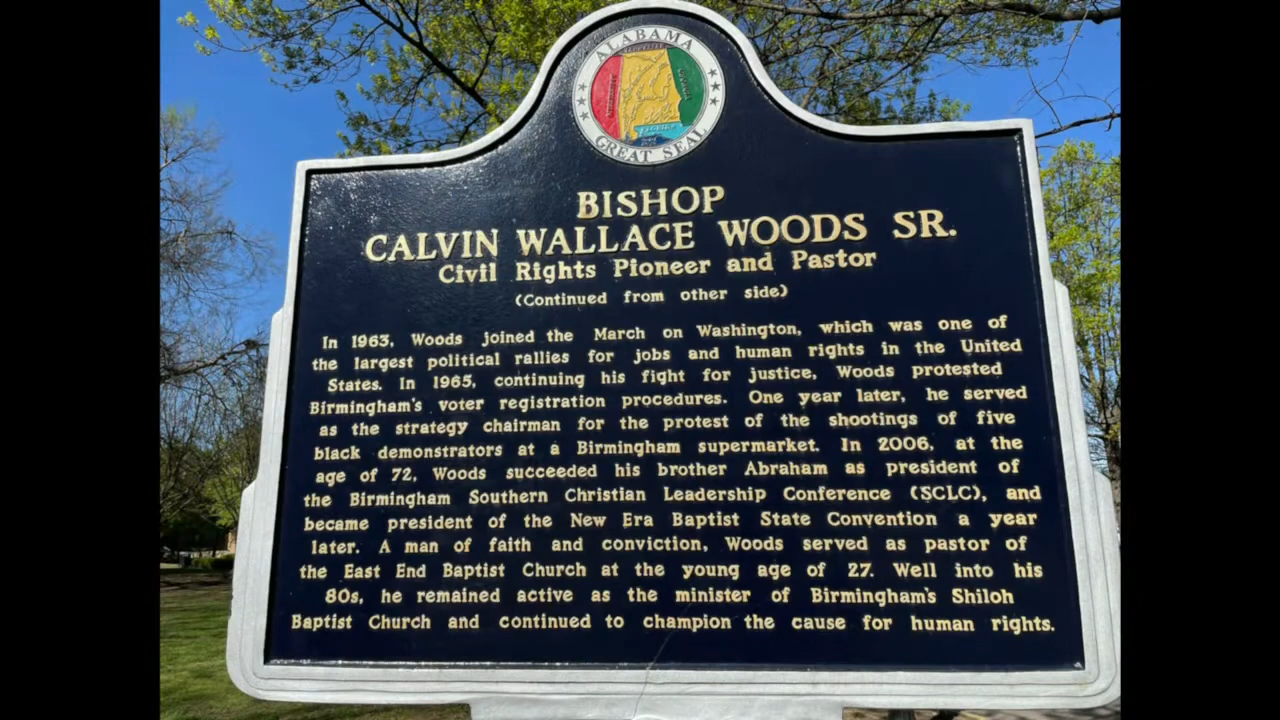 ALABAMA
GREAT SEAL
BISHOP
CALVIN WALLACE WOODS SR.
Civil Rights Pioneer and Pastor
(Continued from other side)
In 1963, Woods joined the March on Washington, which was one of
the largest political rallies for jobs and human rights in the United
States. In 1965, continuing his fight for justice, Woods protested
Birmingham's voter registration procedures. One year later, he served
as the strategy chairman for the protest of the shootings of five
black demonstrators at a Birmingham supermarket. In 2006, at the
age of 72, Woods succeeded his brother Abraham as president of
the Birmingham Southern Christian Leadership Conference (SCLC), and
became president of the New Era Baptist State Convention a year
later. A man of faith and conviction, Woods served as pastor of
the East End Baptist Church at the young age of 27. Well into his
80s, he remained active as the minister of Birmingham's Shiloh
Baptist Church and continued to champion the cause for human rights.